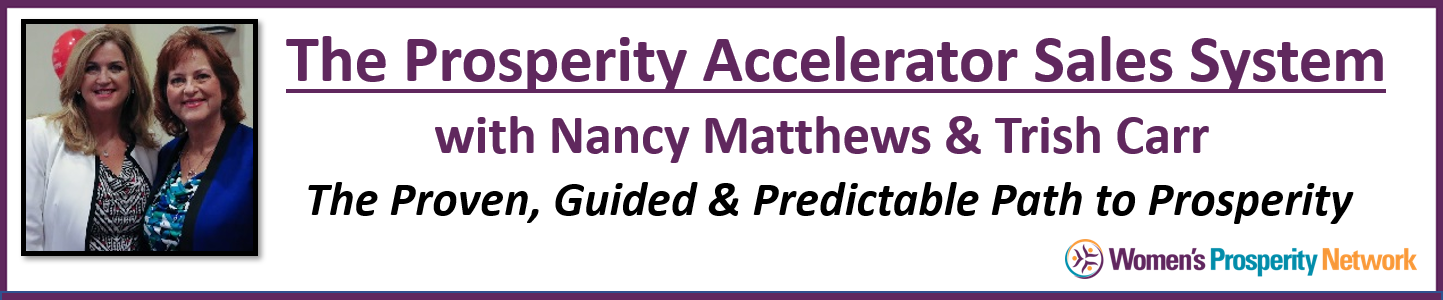 The Prosperity Accelerator Sales System
with Nancy Matthews & Trish Carr
The Proven, Guided & Predictable Path to Prosperity
Women's Prosperity Network